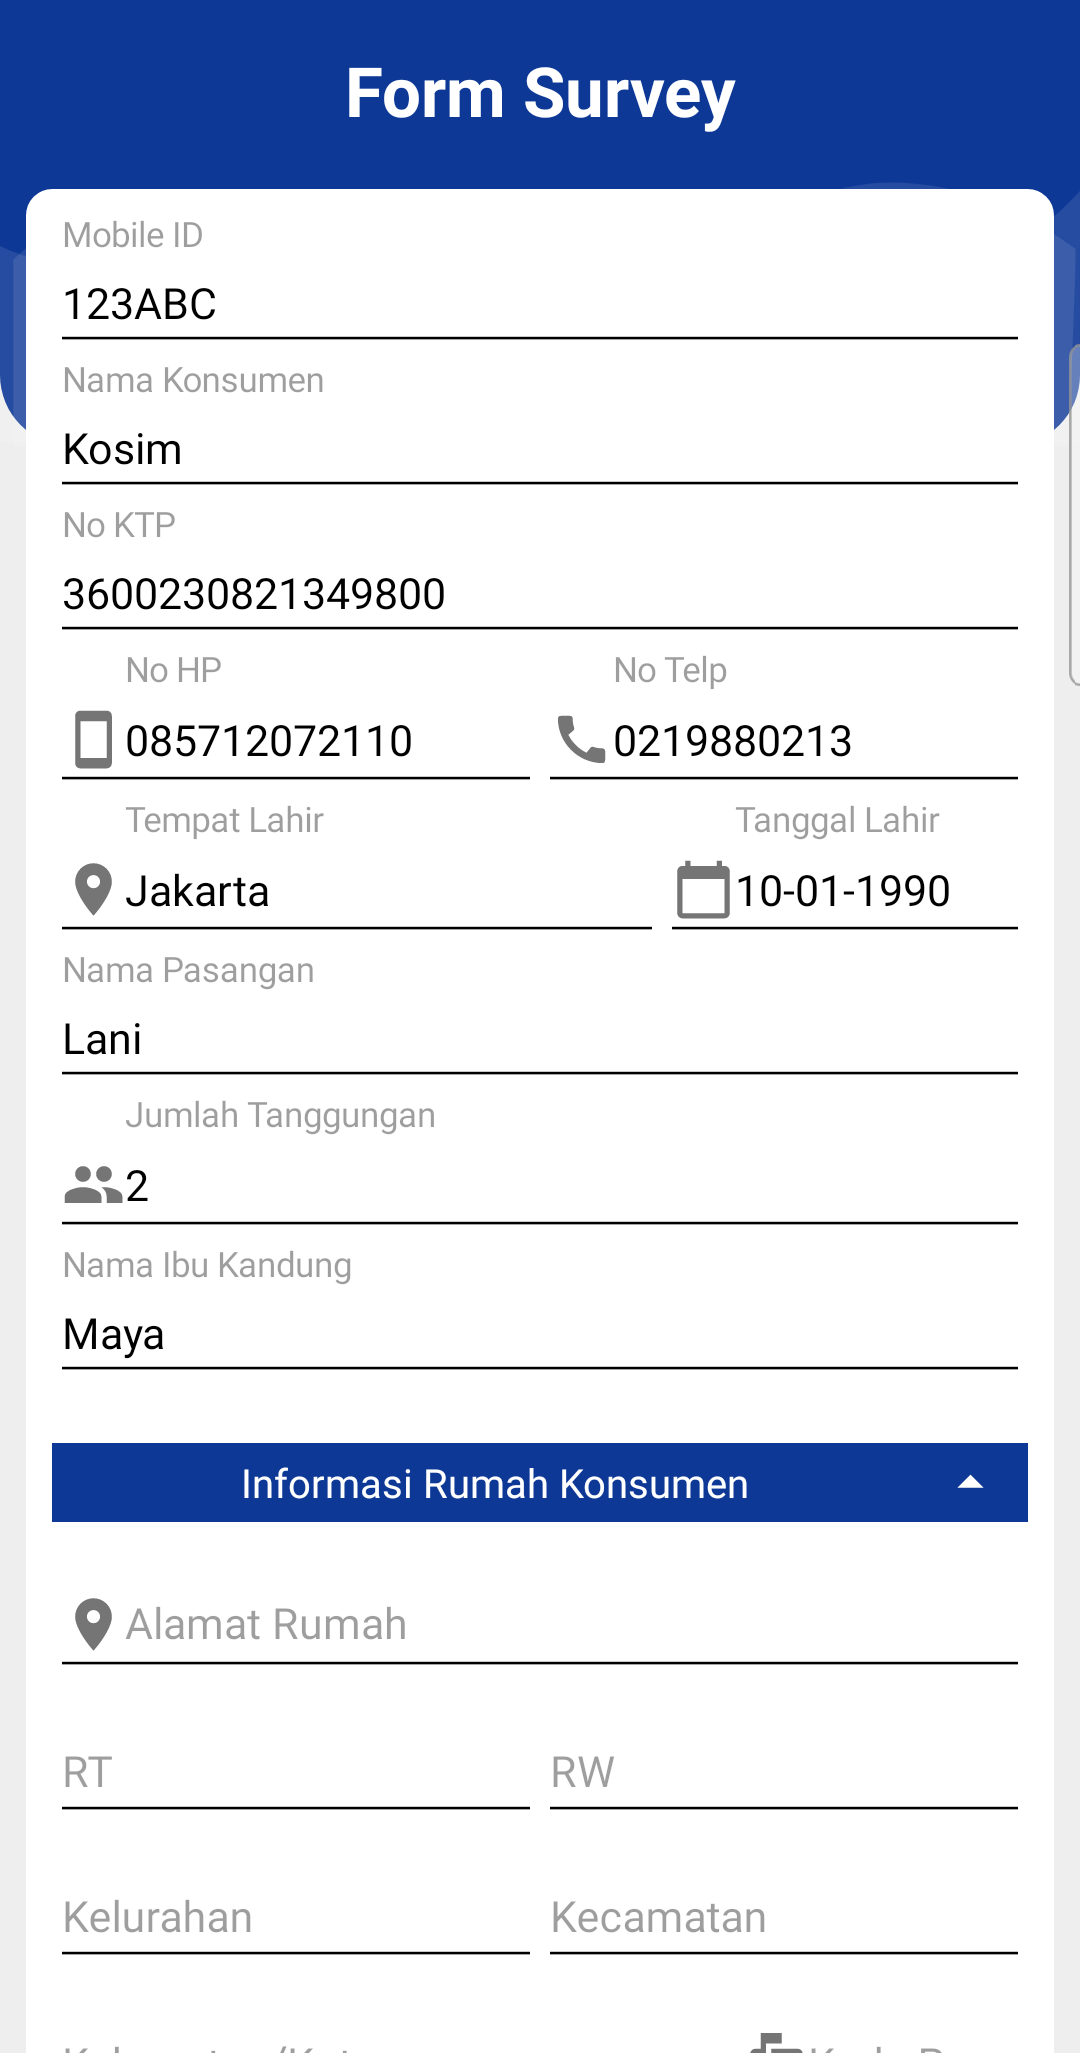 Form Survey
Mobile ID
123ABC
Nama Konsumen
Kosim
No KTP
3600230821349800
No HP No Telp
085712072110 0219880213
Tempat Lahir Tanggal Lahir
Jakarta 10-01-1990
Nama Pasangan
Lani
Jumlah Tanggungan
2
Nama Ibu Kandung
Maya
Informasi Rumah Konsumen
Alamat Rumah
RT RW
Kelurahan Kecamatan